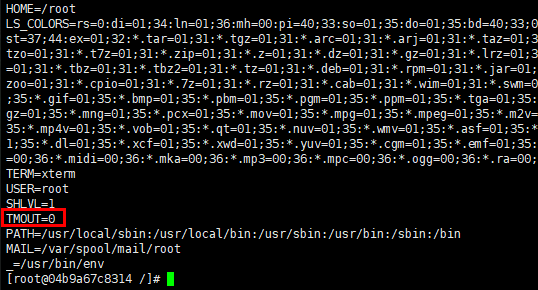 HOME=/root
LS_COLORS=rs=0:di=01;34:ln=01;36:mh=00:pi=40;33:so=01;35:do=01;35:bd=40;33;0
st=37;44:ex=01;32:*.tar=01;31:*.tgz=01;31:*.arc=01;31:*.arj=01;31:*.taz=01;3
tzo=01;31:*.t7z=01;31:*.zip=01;31:*.z=01;31:*.dz=01;31:*.gz=01;31:*.lrz=01;3
=01;31:*.tbz=01;31:*.tbz2=01;31:*.tz=01;31:*.deb=01;31:*.rpm=01;31:*.jar=01;
zoo=01;31:*.cpio=01;31:*.7z=01;31:*.rz=01;31:*.cab=01;31:*.wim=01;31:*.swm=0
;35:*.gif=01;35:*.bmp=01;35:*.pbm=01;35:*.pgm=01;35:*.ppm=01;35:*.tga=01;35:
gz=01;35:*.mng=01;35:*.pcx=01;35:*.mov=01;35:*.mpg=01;35:*.mpeg=01;35:*.m2v=
35:*.mp4v=01;35:*.vob=01;35:*.qt=01;35:*.nuv=01;35:*.wmv=01;35:*.asf=01;35:*
1;35:*.dl=01;35:*.xcf=01;35:*.xwd=01;35:*.yuv=01;35:*.cgm=01;35:*.emf=01;35:
=00;36:*.midi=00;36:*.mka=00;36:*.mp3=00;36:*.mpc=00;36:*.ogg=00;36:*.ra=00;
TERM=xterm
USER=root
SHLVL=1
TMOUT=0
PATH=/usr/local/sbin:/usr/local/bin:/usr/sbin:/usr/bin:/sbin:/bin
MAIL=/var/spool/mail/root
_=/usr/bin/env
[root@04b9a67c8314 /]#